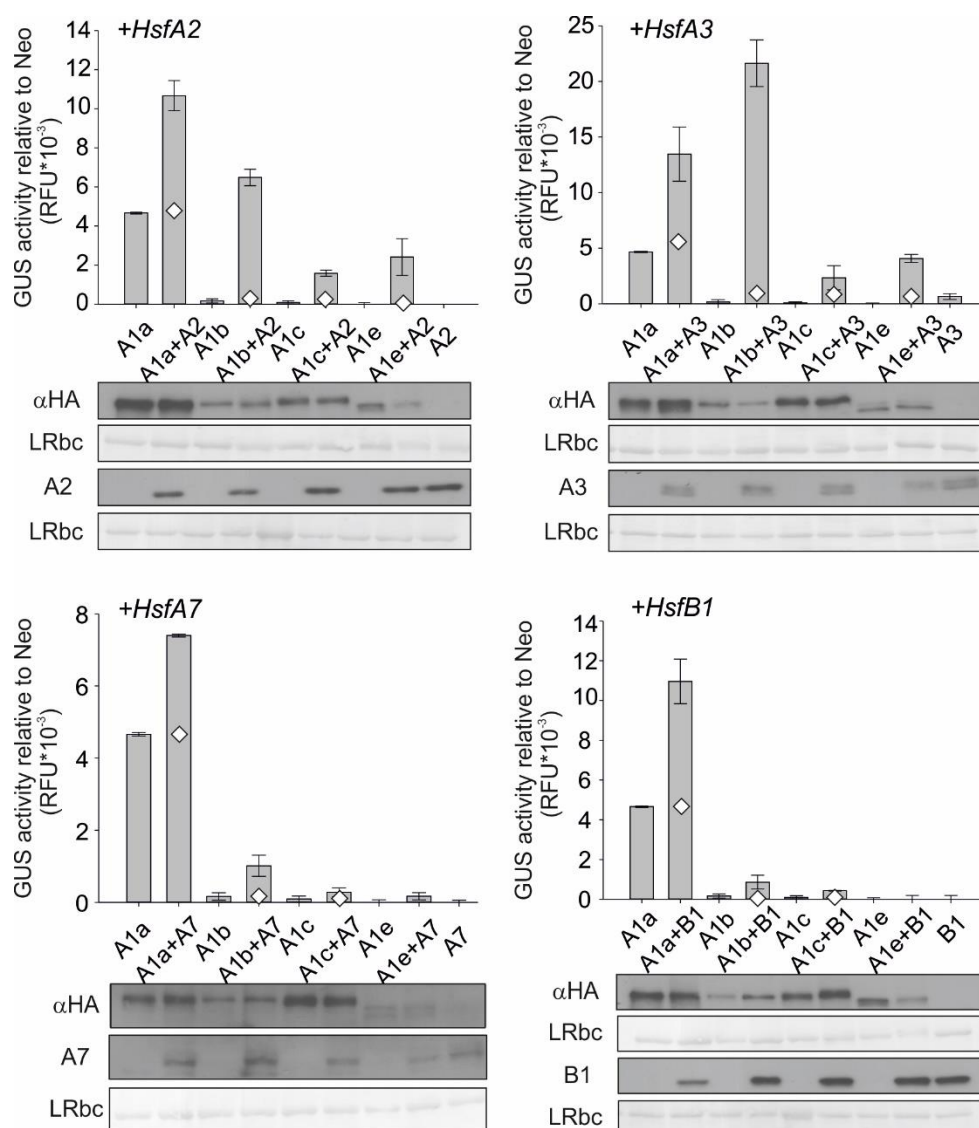 +HsfA2
GUS activity relative to Neo
(RFU*10⁻³)
14
12
10
8
6
4
2
0
A1a
A1a+A2
A1b
A1b+A2
A1c
A1c+A2
A1e
A1e+A2
A2
αHA
LRbc
A2
LRbc
+HsfA3
GUS activity relative to Neo
(RFU*10⁻³)
25
20
15
10
5
0
A1a
A1a+A3
A1b
A1b+A3
A1c
A1c+A3
A1e
A1e+A3
A3
αHA
LRbc
A3
LRbc
+HsfA7
GUS activity relative to Neo
(RFU*10⁻³)
8
6
4
2
0
A1a
A1a+A7
A1b
A1b+A7
A1c
A1c+A7
A1e
A1e+A7
A7
αHA
A7
LRbc
+HsfB1
GUS activity relative to Neo
(RFU*10⁻³)
14
12
10
8
6
4
2
0
A1a
A1a+B1
A1b
A1b+B1
A1c
A1c+B1
A1e
A1e+B1
B1
αHA
LRbc
B1
LRbc